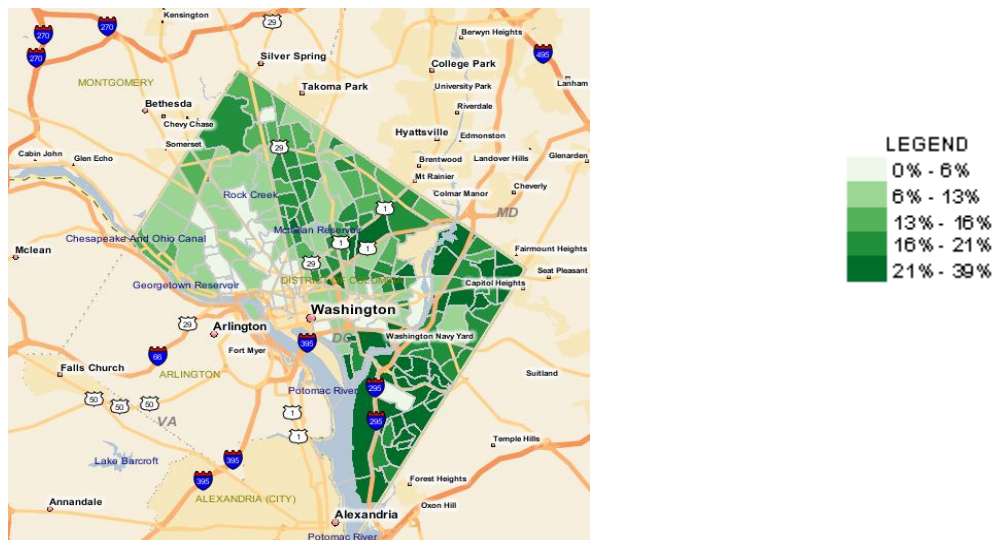 Kensington
29
270
270
270
Berwyn Heights
495
Silver Spring
College Park
Lanham
MONTGOMERY
Takoma Park
University Park
Bethesda
Riverdale
Chevy Chase
Hyattsville
Edmonston
Somerset
29
Cabin John
Glen Echo
Brentwood
Landover Hills
Glenarden
Mt Rainier
Rock Creek
Colmar Manor
Cheverly
1
MD
Chesapeake And Ohio Canal
McMillan Reservoir
1
1
Mclean
Fairmount Heights
29
Seat Pleasant
Georgetown Reservoir
DISTRICT OF COLUMBIA
Capitol Heights
Washington
29
Arlington
DC
Washington Navy Yard
395
Fort Myer
66
Falls Church
ARLINGTON
Suitland
Potomac River
295
50
50
50
1
VA
295
1
Temple Hills
Lake Barcroft
395
395
Forest Heights
ALEXANDRIA (CITY)
Annandale
Oxon Hill
Alexandria
Potomac River
LEGEND
0% - 6%
6% - 13%
13% - 16%
16% - 21%
21% - 39%